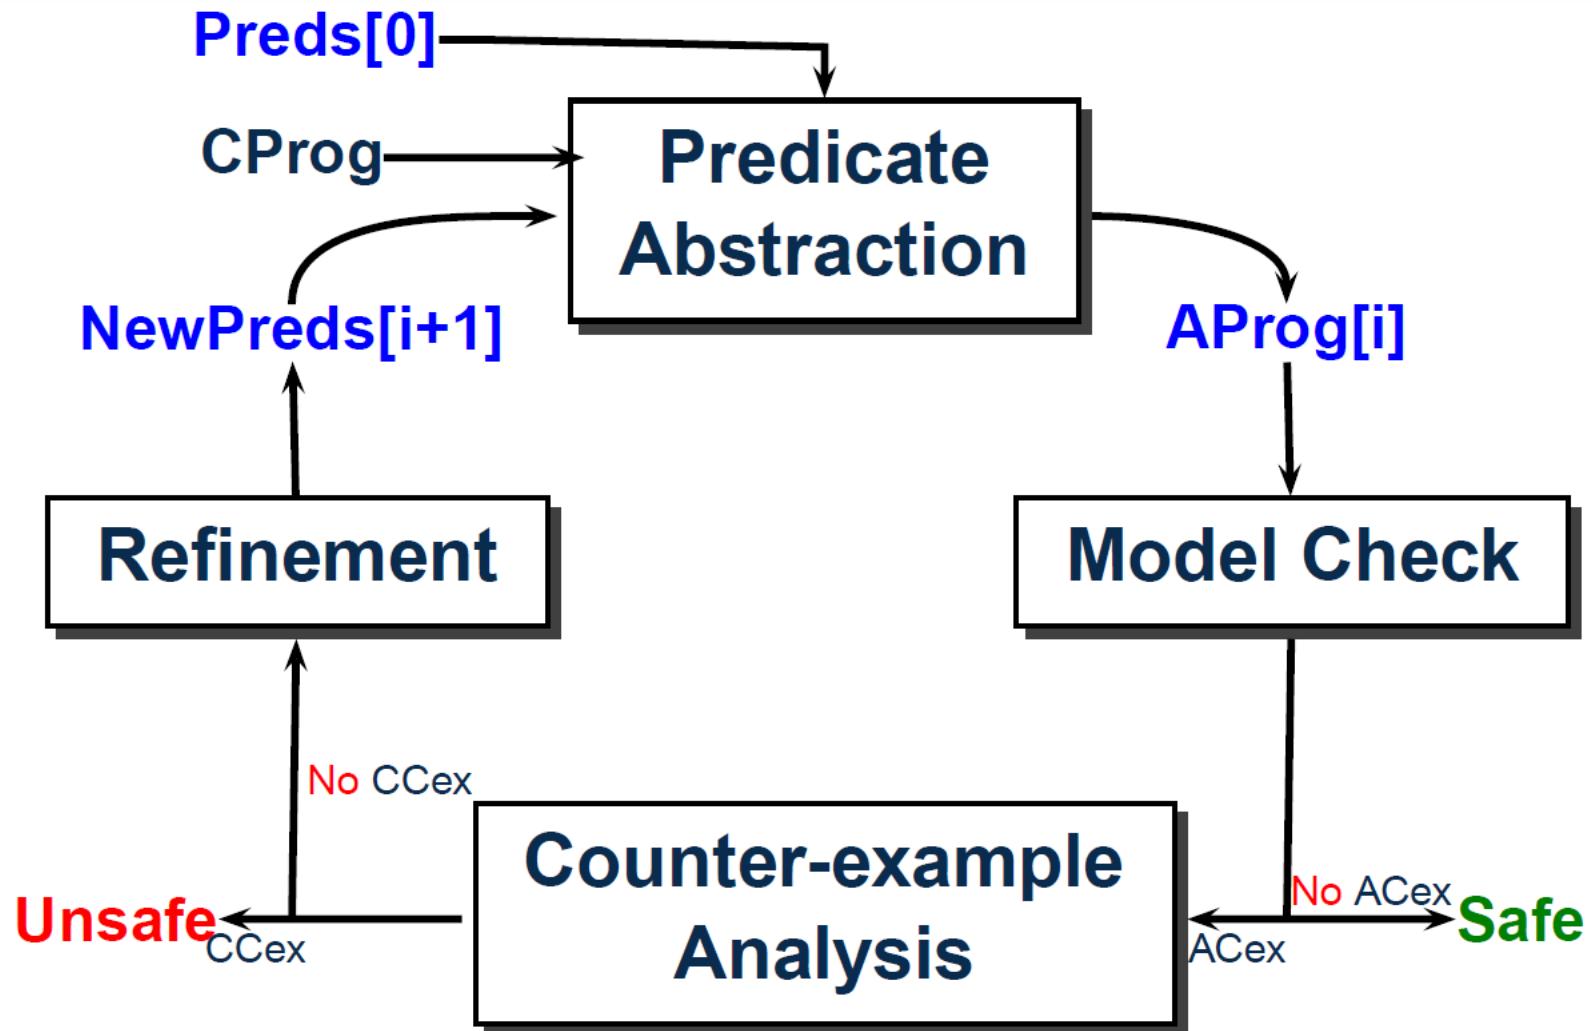 Preds[0]
CProg
Predicate
Abstraction
NewPreds[i+1]
AProg[i]
Refinement
Model Check
No CCex
Counter-example
Analysis
Unsafe
CCex
No ACex
ACex
Safe